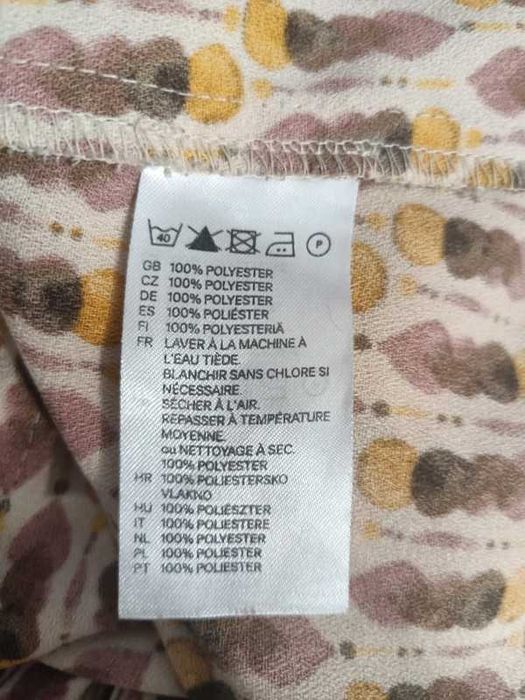 40 P
GB 100% POLYESTER
CZ 100% POLYESTER
DE 100% POLYESTER
ES 100% POLIÉSTER
FI 100% POLYESTERIÄ
FR LAVER À LA MACHINE À
L'EAU TIÈDE.
BLANCHIR SANS CHLORE SI
NÉCESSAIRE.
SÉCHER À L'AIR.
REPASSER À TEMPÉRATURE
MOYENNE.
ou NETTOYAGE À SEC.
100% POLYESTER
HR 100% POLIESTERSKO
VLAKNO
HU 100% POLIÉSZTER
IT 100% POLIESTERE
NL 100% POLYESTER
PL 100% POLIESTER
PT 100% POLIÉSTER